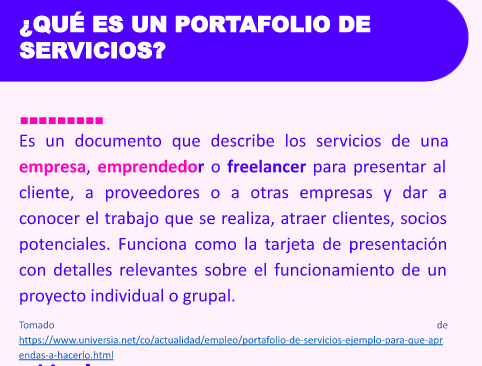 ¿QUÉ ES UN PORTAFOLIO DE
SERVICIOS?
Es un documento que describe los servicios de una
empresa, emprendedor o freelancer para presentar al
cliente, a proveedores o a otras empresas y dar a
conocer el trabajo que se realiza, atraer clientes, socios
potenciales. Funciona como la tarjeta de presentación
con detalles relevantes sobre el funcionamiento de un
proyecto individual o grupal.
Tomado de
https://www.universia.net/co/actualidad/empleo/portafolio-de-servicios-ejemplo-para-que-apr
endas-a-hacerlo.html